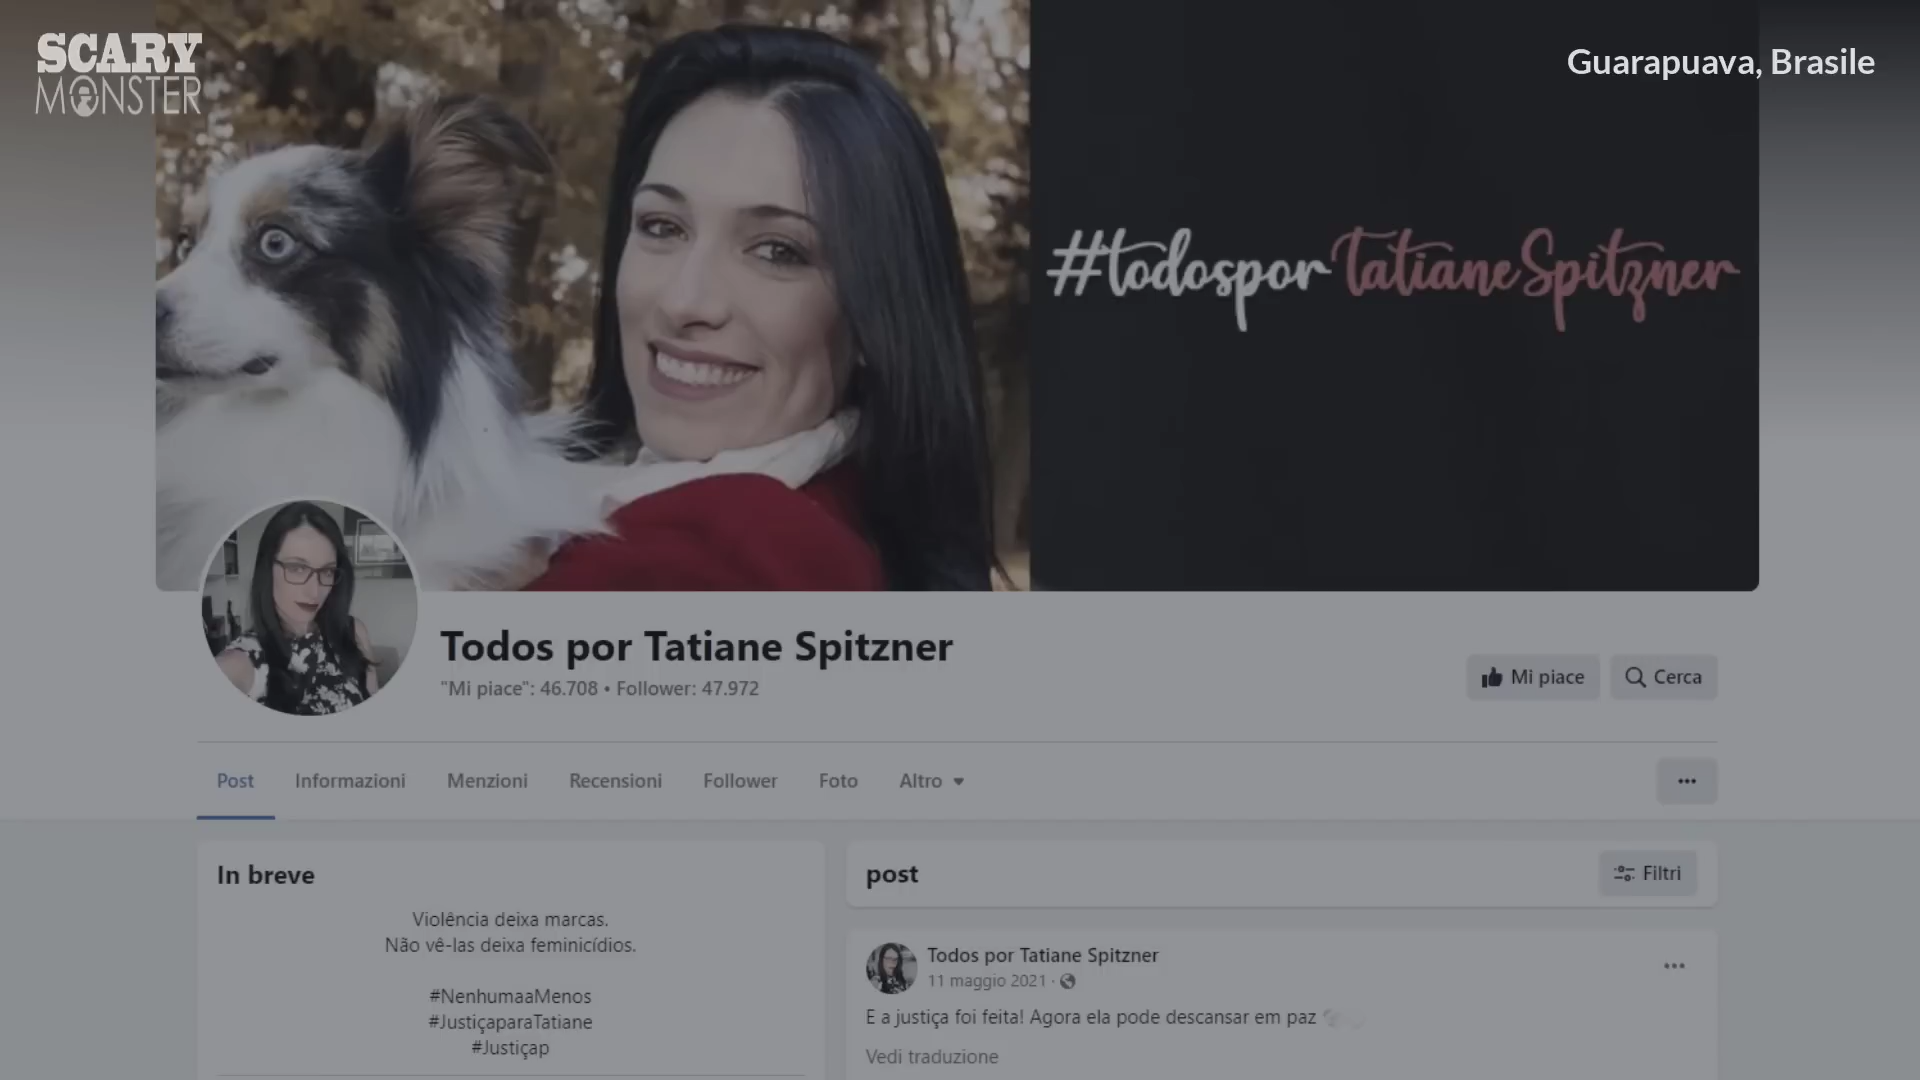 SCARY
MONSTER
Guarapuava, Brasile
#todosporTatianeSpitzner
Todos por Tatiane Spitzner
"Mi piace": 46.708 • Follower: 47.972
Mi piace
Cerca
Post
Informazioni
Menzioni
Recensioni
Follower
Foto
Altro
In breve
Violência deixa marcas.
Não vê-las deixa feminicídios.
#NenhumaaMenos
#JustiçaparaTatiane
#Justiçap
post
Filtri
Todos por Tatiane Spitzner
11 maggio 2021 ·
E a justiça foi feita! Agora ela pode descansar em paz
Vedi traduzione